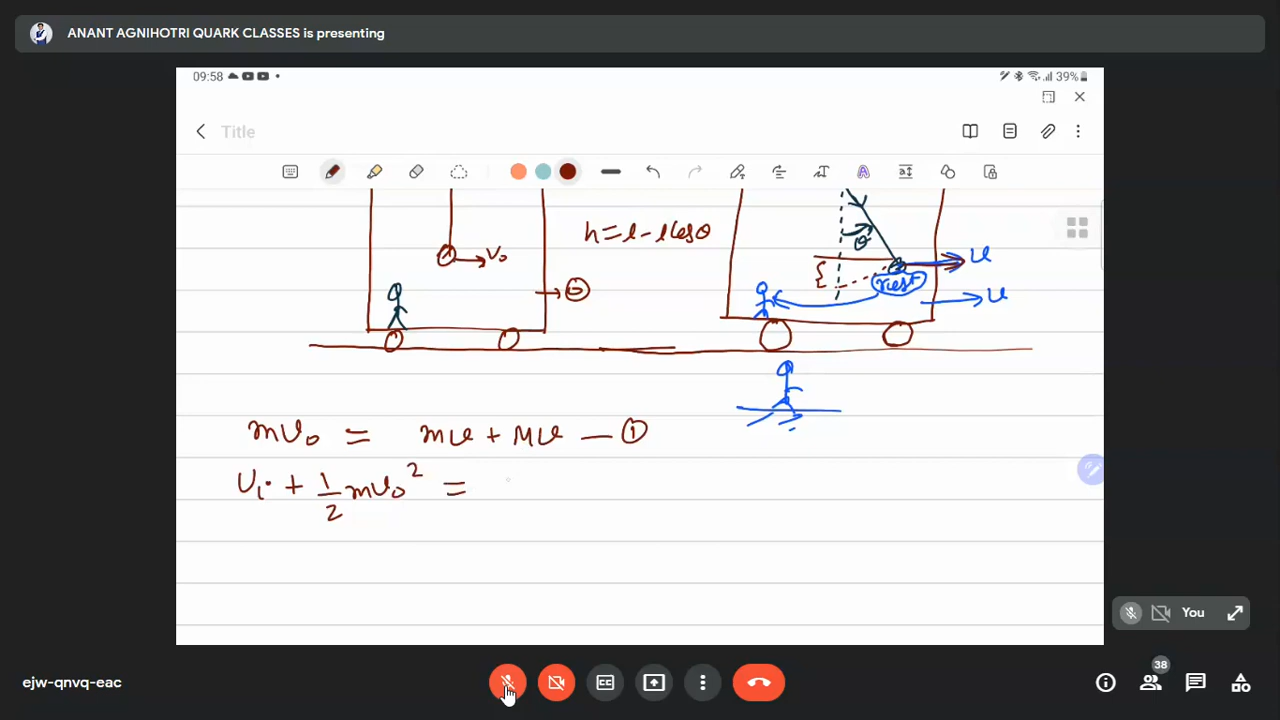 ANANT AGNIHOTRI QUARK CLASSES is presenting
09:58
39%
Title
h=l-lCosθ
V₀
θ
u
rest
u
mv₀ = mu + Mu — ①
Uᵢ + 1/2 mv₀² =
You
ejw-qnvq-eac
CC
38